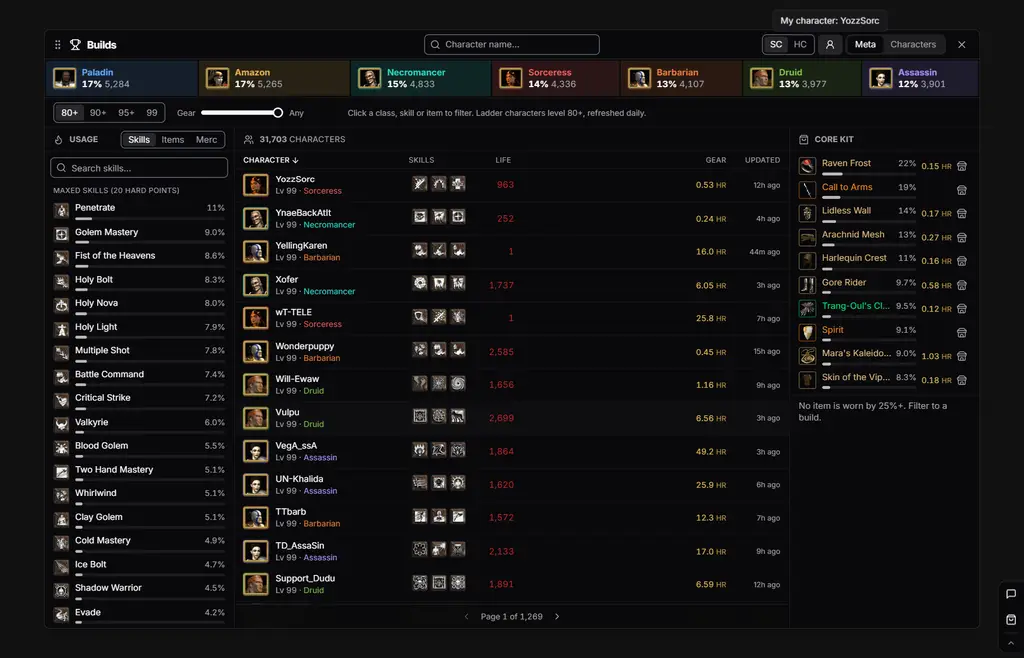 My character: YozzSorc
Builds
Character name...
SC HC
Meta Characters
Paladin
17% 5,284
Amazon
17% 5,265
Necromancer
15% 4,833
Sorceress
14% 4,336
Barbarian
13% 4,107
Druid
13% 3,977
Assassin
12% 3,901
80+ 90+ 95+ 99
Gear Any
Click a class, skill or item to filter. Ladder characters level 80+, refreshed daily.
USAGE
Skills Items Merc
Search skills...
MAXED SKILLS (20 HARD POINTS)
Penetrate 11%
Golem Mastery 9.0%
Fist of the Heavens 8.6%
Holy Bolt 8.3%
Holy Nova 8.0%
Holy Light 7.9%
Multiple Shot 7.8%
Battle Command 7.4%
Critical Strike 7.2%
Valkyrie 6.0%
Blood Golem 5.5%
Two Hand Mastery 5.1%
Whirlwind 5.1%
Clay Golem 5.1%
Cold Mastery 4.9%
Ice Bolt 4.7%
Shadow Warrior 4.5%
Evade 4.2%
31,703 CHARACTERS
CHARACTER ↓ SKILLS LIFE GEAR UPDATED
YozzSorc
Lv 99 · Sorceress 963 0.53 HR 12h ago
YnaeBackAtIt
Lv 99 · Necromancer 252 0.24 HR 4h ago
YellingKaren
Lv 99 · Barbarian 1 16.0 HR 44m ago
Xofer
Lv 99 · Necromancer 1,737 6.05 HR 3h ago
wT-TELE
Lv 99 · Sorceress 1 25.8 HR 7h ago
Wonderpuppy
Lv 99 · Barbarian 2,585 0.45 HR 15h ago
Will-Ewaw
Lv 99 · Druid 1,656 1.16 HR 9h ago
Vulpu
Lv 99 · Druid 2,699 6.56 HR 3h ago
VegA_ssA
Lv 99 · Assassin 1,864 49.2 HR 3h ago
UN-Khalida
Lv 99 · Assassin 1,620 25.9 HR 6h ago
TTbarb
Lv 99 · Barbarian 1,572 12.3 HR 7h ago
TD_AssaSin
Lv 99 · Assassin 2,133 17.0 HR 9h ago
Support_Dudu
Lv 99 · Druid 1,891 6.59 HR 12h ago
Page 1 of 1,269
CORE KIT
Raven Frost 22% 0.15 HR
Call to Arms 19%
Lidless Wall 14% 0.17 HR
Arachnid Mesh 13% 0.27 HR
Harlequin Crest 11% 0.16 HR
Gore Rider 9.7% 0.58 HR
Trang-Oul's Cl... 9.5% 0.12 HR
Spirit 9.1%
Mara's Kaleido... 9.0% 1.03 HR
Skin of the Vip... 8.3% 0.18 HR
No item is worn by 25%+. Filter to a
build.